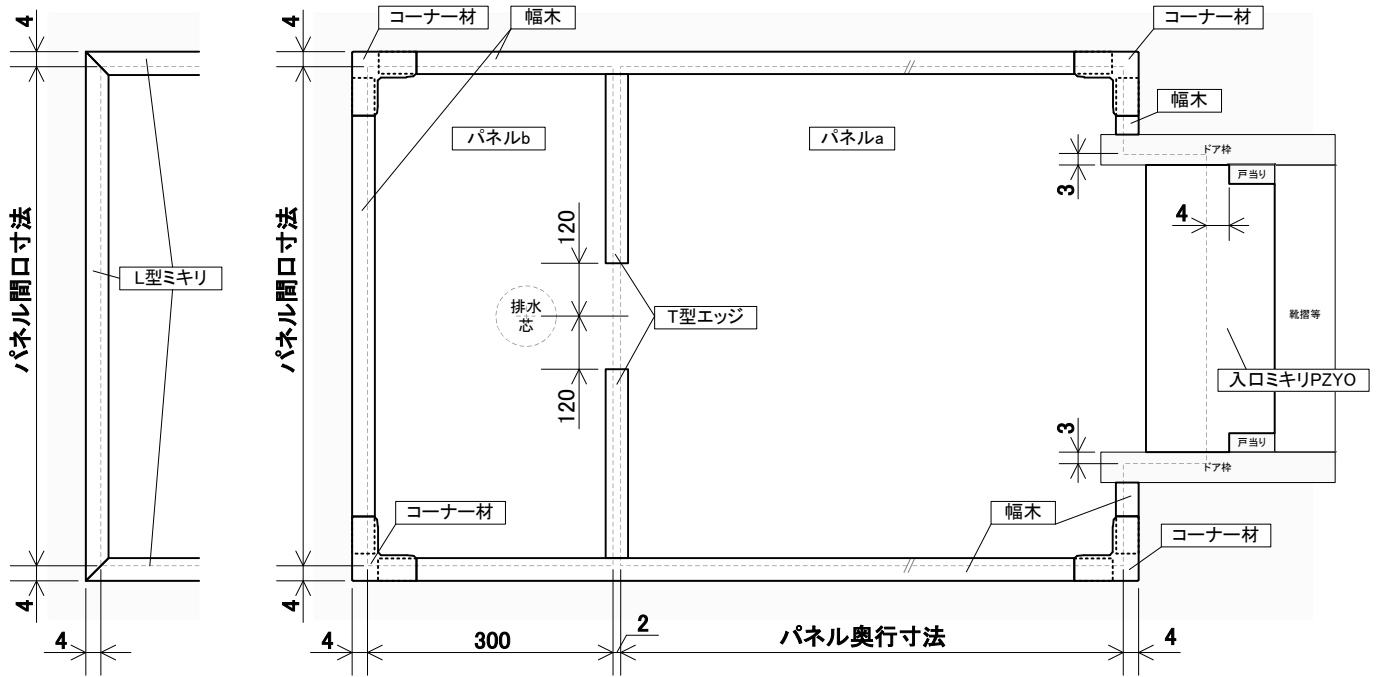 4
コーナー材
幅木
コーナー材
4
幅木
パネルb
パネルa
ドア枠
戸当り
3
4
120
パネル間口寸法
パネル間口寸法
L型ミキリ
排水
芯
T型エッジ
靴摺等
入口ミキリPZYO
120
3
戸当り
ドア枠
コーナー材
幅木
コーナー材
4
4
4
4
300
2
パネル奥行寸法
4